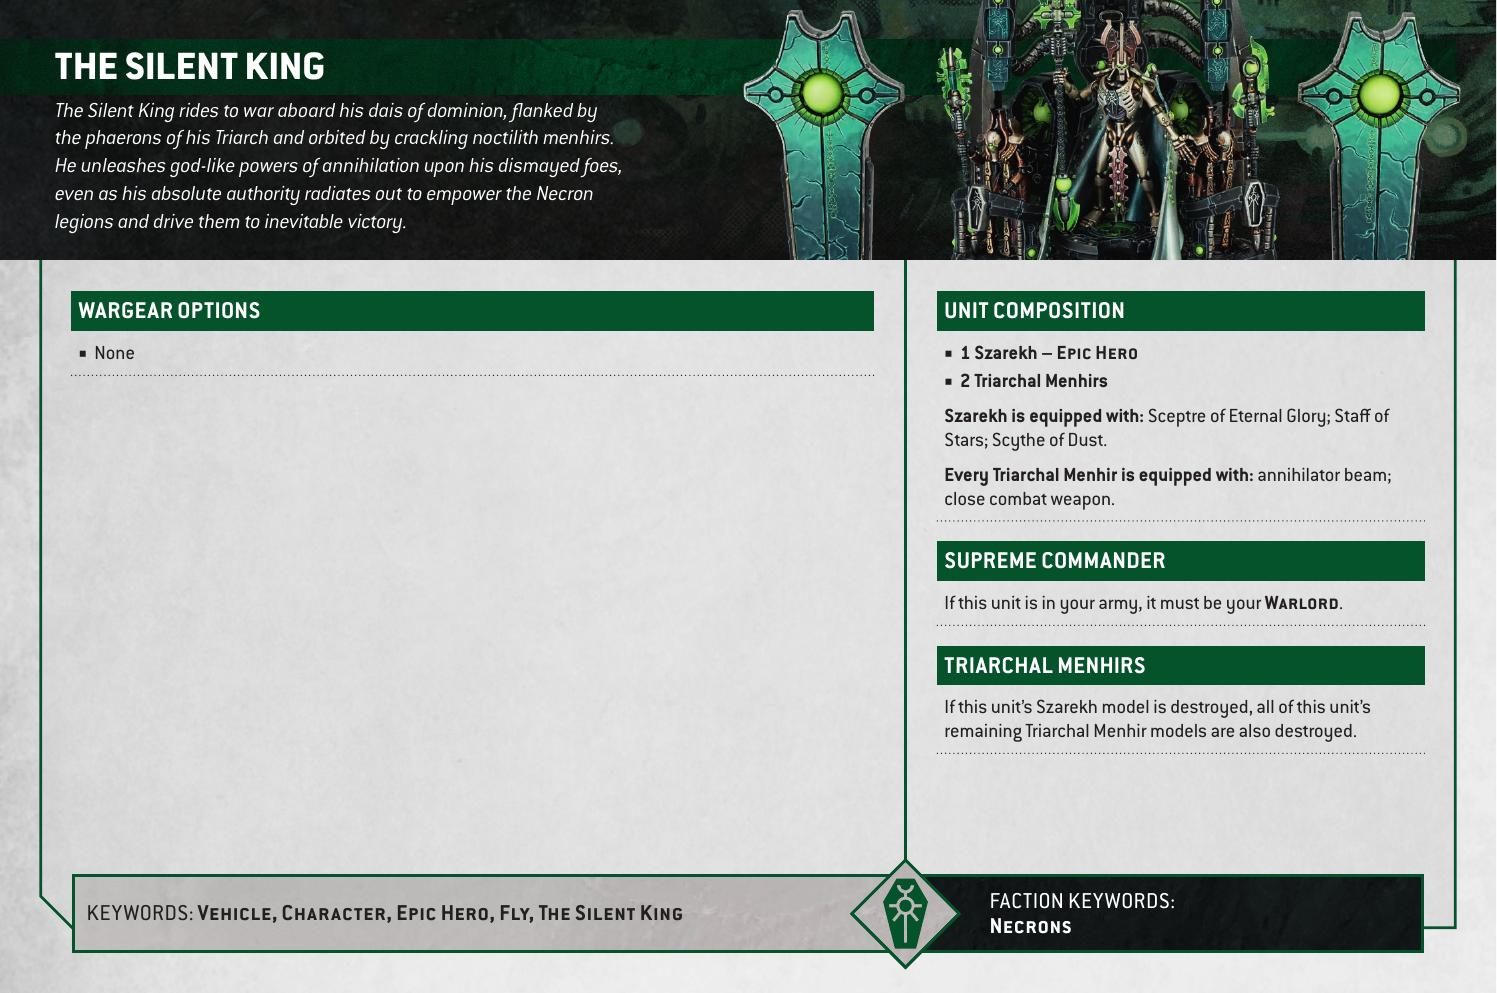 THE SILENT KING
The Silent King rides to war aboard his dais of dominion, flanked by
the phaerons of his Triarch and orbited by crackling noctilith menhirs.
He unleashes god-like powers of annihilation upon his dismayed foes,
even as his absolute authority radiates out to empower the Necron
legions and drive them to inevitable victory.
WARGEAR OPTIONS
■ None
UNIT COMPOSITION
■ 1 Szarekh – Epic Hero
■ 2 Triarchal Menhirs
Szarekh is equipped with: Sceptre of Eternal Glory; Staff of
Stars; Scythe of Dust.
Every Triarchal Menhir is equipped with: annihilator beam;
close combat weapon.
SUPREME COMMANDER
If this unit is in your army, it must be your Warlord.
TRIARCHAL MENHIRS
If this unit’s Szarekh model is destroyed, all of this unit’s
remaining Triarchal Menhir models are also destroyed.
KEYWORDS: Vehicle, Character, Epic Hero, Fly, The Silent King
FACTION KEYWORDS:
Necrons